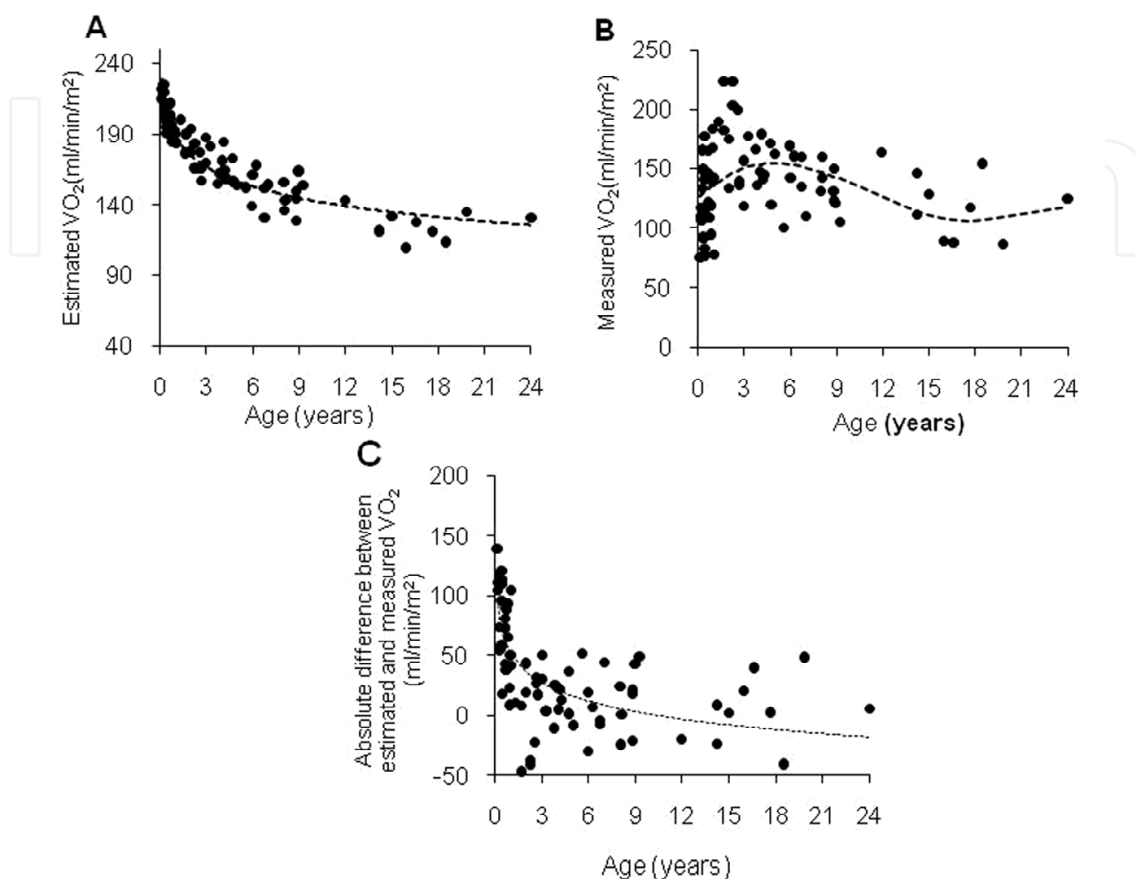 A
Estimated VO₂(ml/min/m²)
240
190
140
90
40
0 3 6 9 12 15 18 21 24
Age (years)
B
Measured VO₂(ml/min/m²)
250
200
150
100
50
0
0 3 6 9 12 15 18 21 24
Age (years)
C
Absolute difference between
estimated and measured VO₂
(ml/min/m²)
200
150
100
50
0
-50
0 3 6 9 12 15 18 21 24
Age (years)